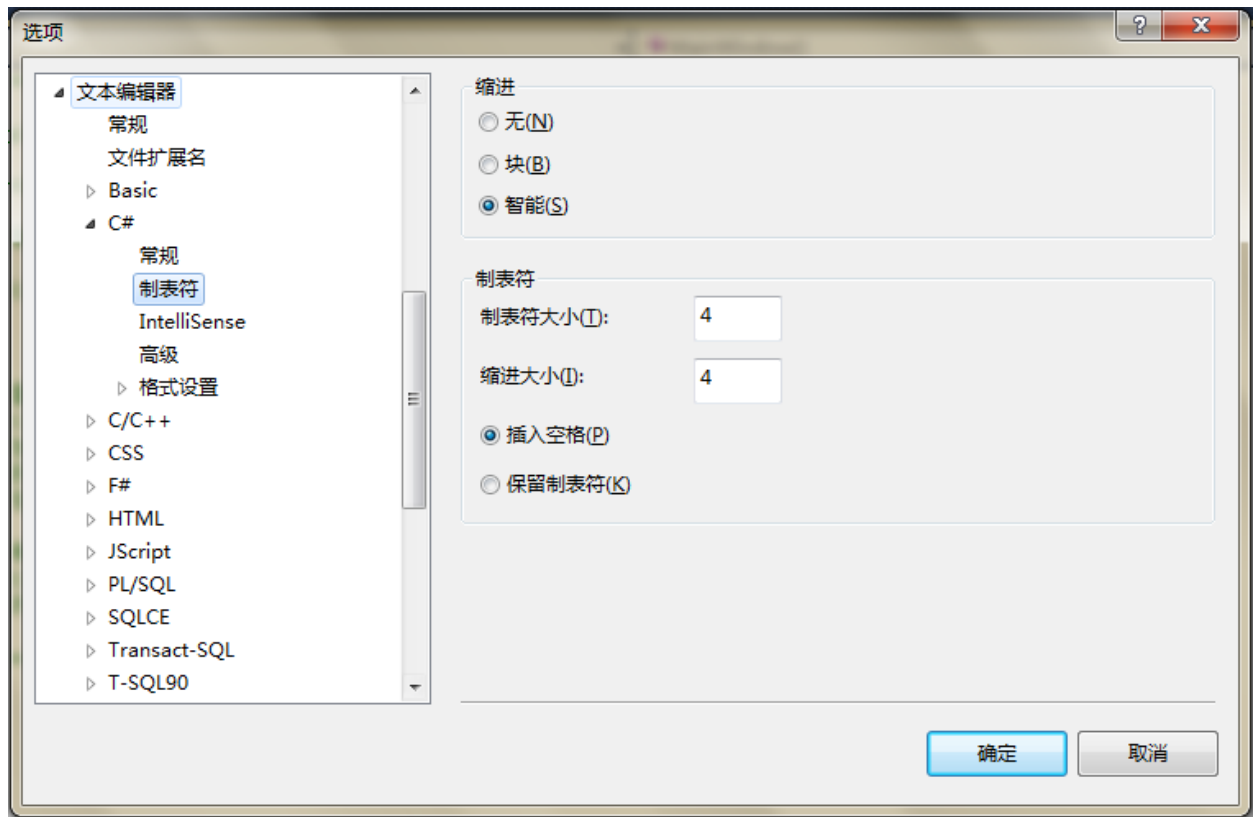 选项
文本编辑器
常规
文件扩展名
Basic
C#
常规
制表符
IntelliSense
高级
格式设置
C/C++
CSS
F#
HTML
JScript
PL/SQL
SQLCE
Transact-SQL
T-SQL90
缩进
无(N)
块(B)
智能(S)
制表符
制表符大小(T): 4
缩进大小(I): 4
插入空格(P)
保留制表符(K)
确定 取消